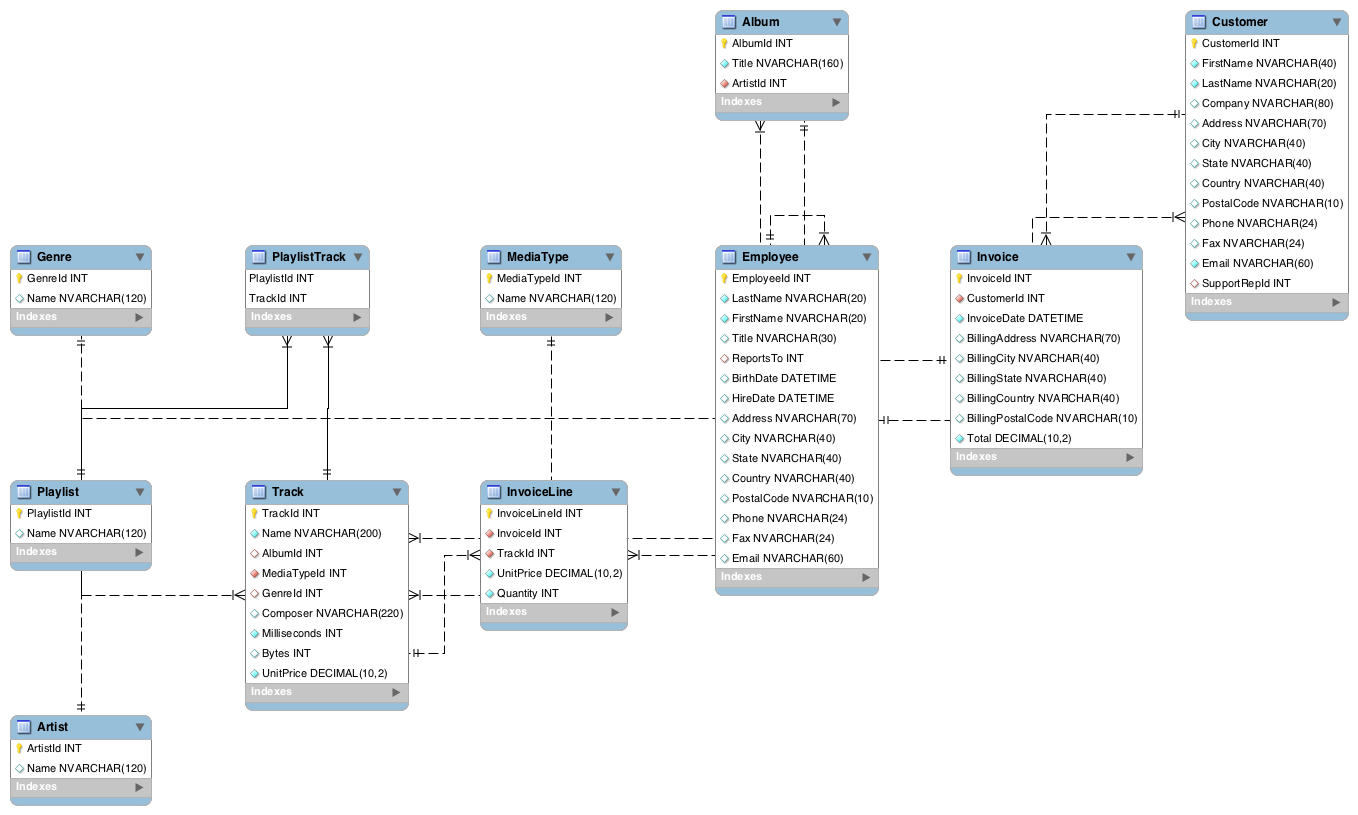 Album
AlbumId INT
Title NVARCHAR(160)
ArtistId INT
Indexes
Customer
CustomerId INT
FirstName NVARCHAR(40)
LastName NVARCHAR(20)
Company NVARCHAR(80)
Address NVARCHAR(70)
City NVARCHAR(40)
State NVARCHAR(40)
Country NVARCHAR(40)
PostalCode NVARCHAR(10)
Phone NVARCHAR(24)
Fax NVARCHAR(24)
Email NVARCHAR(60)
SupportRepId INT
Indexes
Genre
GenreId INT
Name NVARCHAR(120)
Indexes
PlaylistTrack
PlaylistId INT
TrackId INT
Indexes
MediaType
MediaTypeId INT
Name NVARCHAR(120)
Indexes
Employee
EmployeeId INT
LastName NVARCHAR(20)
FirstName NVARCHAR(20)
Title NVARCHAR(30)
ReportsTo INT
BirthDate DATETIME
HireDate DATETIME
Address NVARCHAR(70)
City NVARCHAR(40)
State NVARCHAR(40)
Country NVARCHAR(40)
PostalCode NVARCHAR(10)
Phone NVARCHAR(24)
Fax NVARCHAR(24)
Email NVARCHAR(60)
Indexes
Invoice
InvoiceId INT
CustomerId INT
InvoiceDate DATETIME
BillingAddress NVARCHAR(70)
BillingCity NVARCHAR(40)
BillingState NVARCHAR(40)
BillingCountry NVARCHAR(40)
BillingPostalCode NVARCHAR(10)
Total DECIMAL(10,2)
Indexes
Playlist
PlaylistId INT
Name NVARCHAR(120)
Indexes
Track
TrackId INT
Name NVARCHAR(200)
AlbumId INT
MediaTypeId INT
GenreId INT
Composer NVARCHAR(220)
Milliseconds INT
Bytes INT
UnitPrice DECIMAL(10,2)
Indexes
InvoiceLine
InvoiceLineId INT
InvoiceId INT
TrackId INT
UnitPrice DECIMAL(10,2)
Quantity INT
Indexes
Artist
ArtistId INT
Name NVARCHAR(120)
Indexes